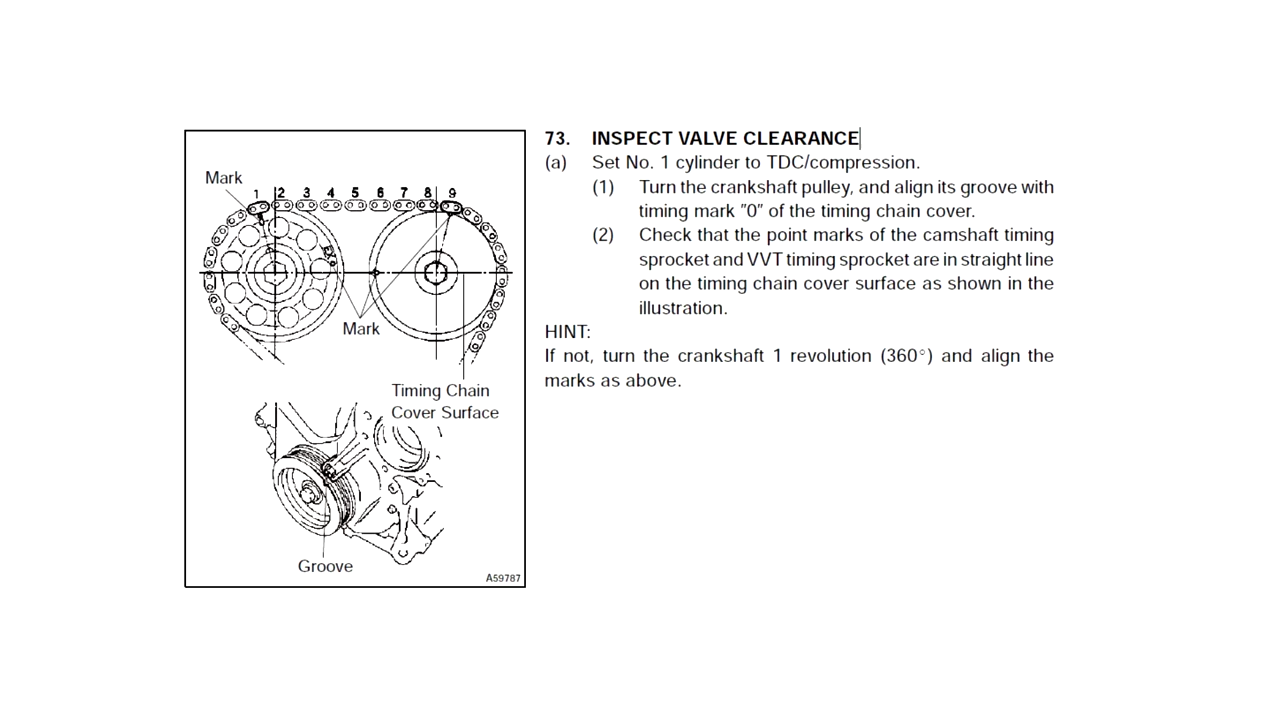 Mark
1 2 3 4 5 6 7 8 9
EX
Mark
Timing Chain
Cover Surface
Groove
A59787
73. INSPECT VALVE CLEARANCE
(a) Set No. 1 cylinder to TDC/compression.
(1) Turn the crankshaft pulley, and align its groove with
timing mark ″0″ of the timing chain cover.
(2) Check that the point marks of the camshaft timing
sprocket and VVT timing sprocket are in straight line
on the timing chain cover surface as shown in the
illustration.
HINT:
If not, turn the crankshaft 1 revolution (360°) and align the
marks as above.